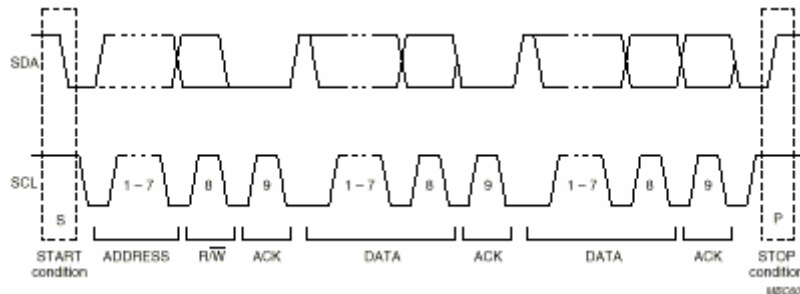 SDA
SCL
1 – 7 8 9 1 – 7 8 9 1 – 7 8 9
S P
START condition
ADDRESS
R/W
ACK
DATA
ACK
DATA
ACK
STOP condition